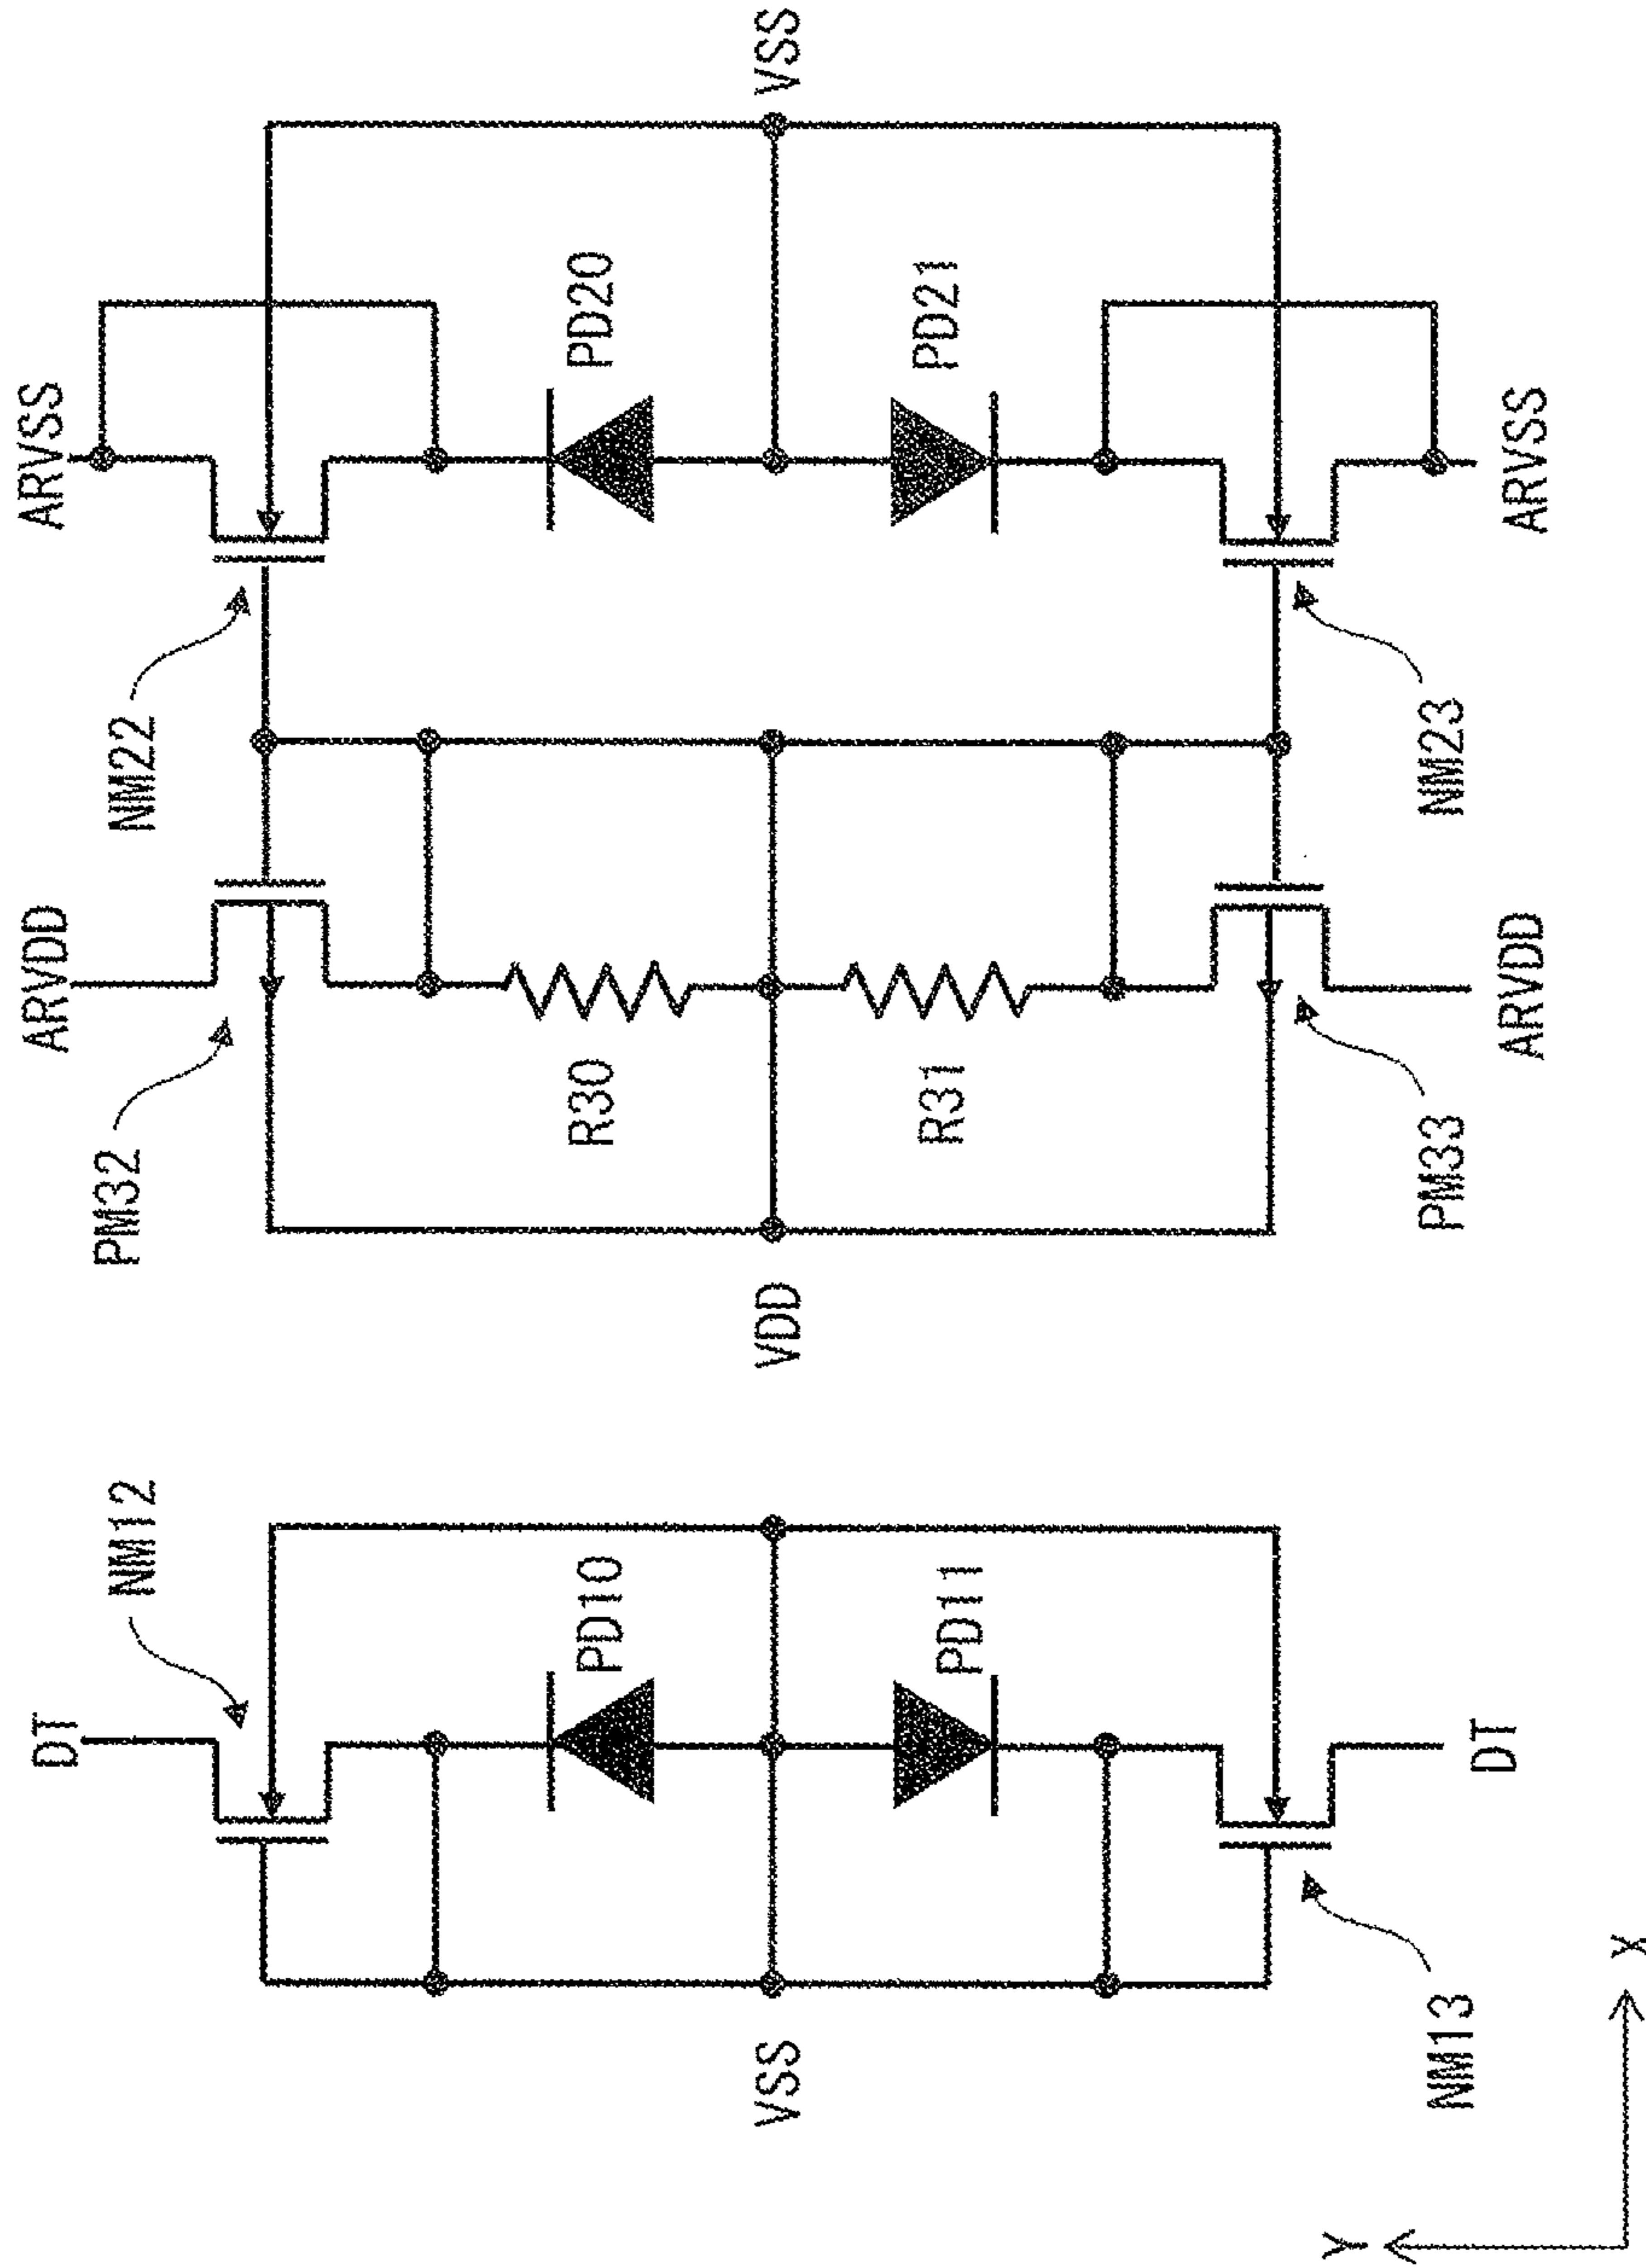 ARVSS
VSS
NM22
PD20
PD21
NM23
ARVSS
ARVDD
PM32
R30
R31
PM33
ARVDD
VDD
NM12
DT
PD10
PD11
DT
NM13
VSS
X
Y